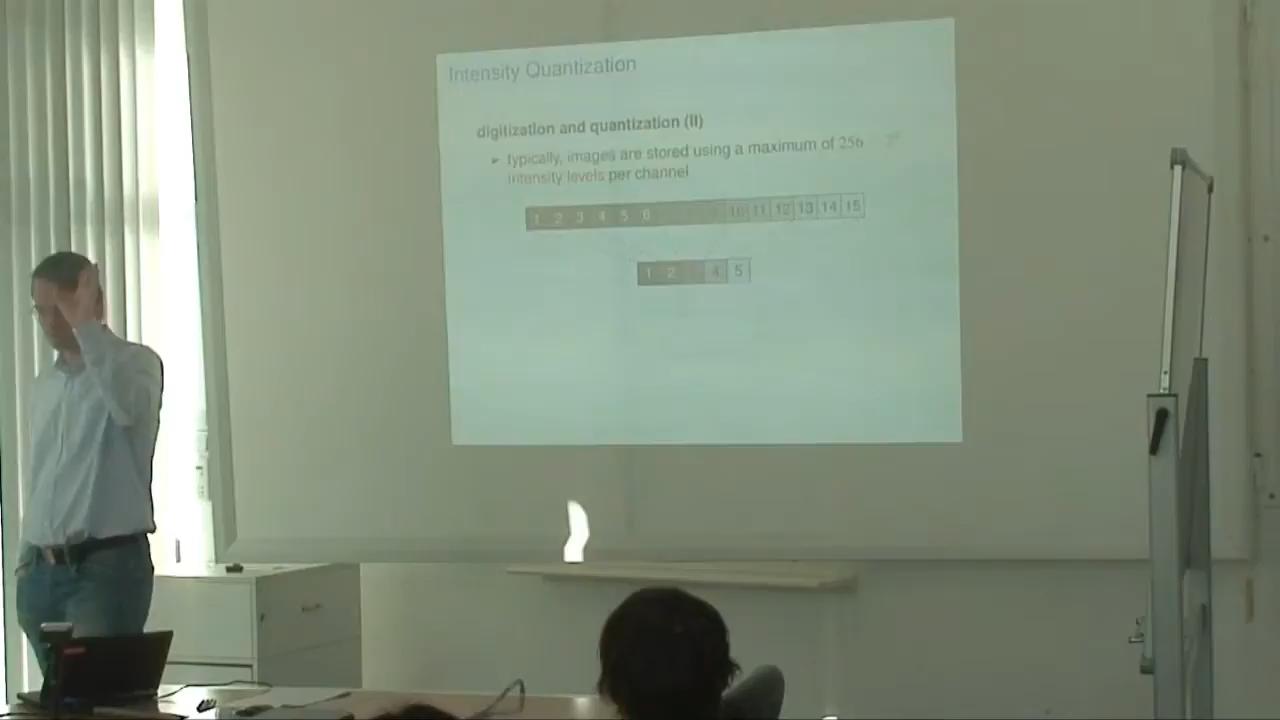 Intensity Quantization
digitization and quantization (II)
➢ typically, images are stored using a maximum of 256
intensity levels per channel
1 2 3 4 5 6 10 11 12 13 14 15
1 2 4 5